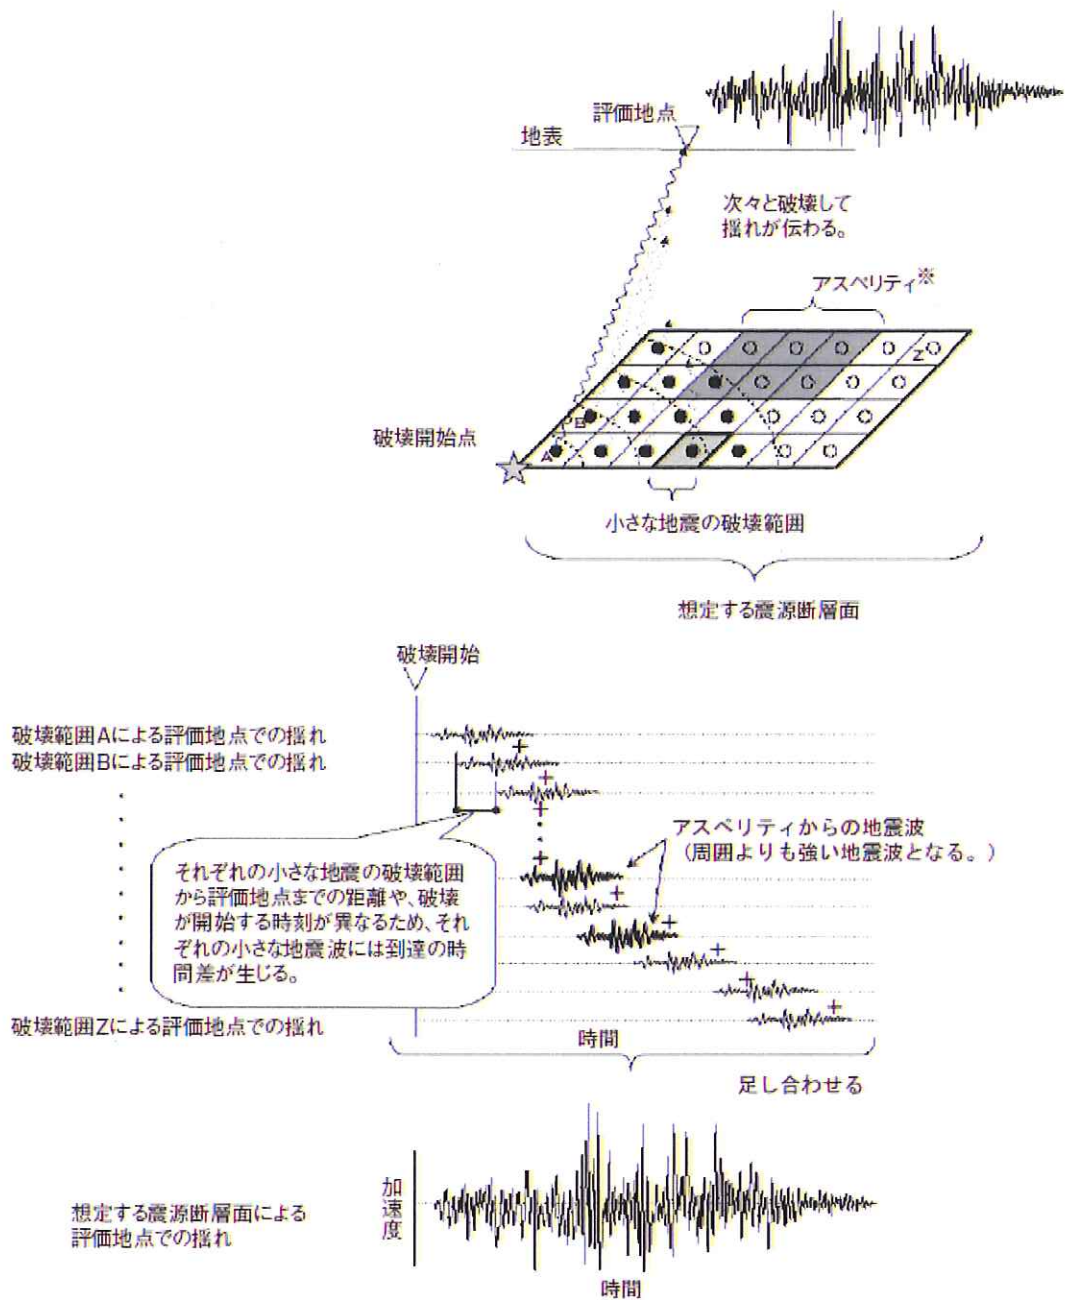 評価地点
地表
次々と破壊して
揺れが伝わる。
アスペリティ※
Z
B
破壊開始点
A
小さな地震の破壊範囲
想定する震源断層面
破壊開始
破壊範囲Aによる評価地点での揺れ
破壊範囲Bによる評価地点での揺れ
アスペリティからの地震波
（周囲よりも強い地震波となる。）
それぞれの小さな地震の破壊範囲
から評価地点までの距離や、破壊
が開始する時刻が異なるため、それ
ぞれの小さな地震波には到達の時
間差が生じる。
破壊範囲Zによる評価地点での揺れ
時間
足し合わせる
加速度
想定する震源断層面による
評価地点での揺れ
時間